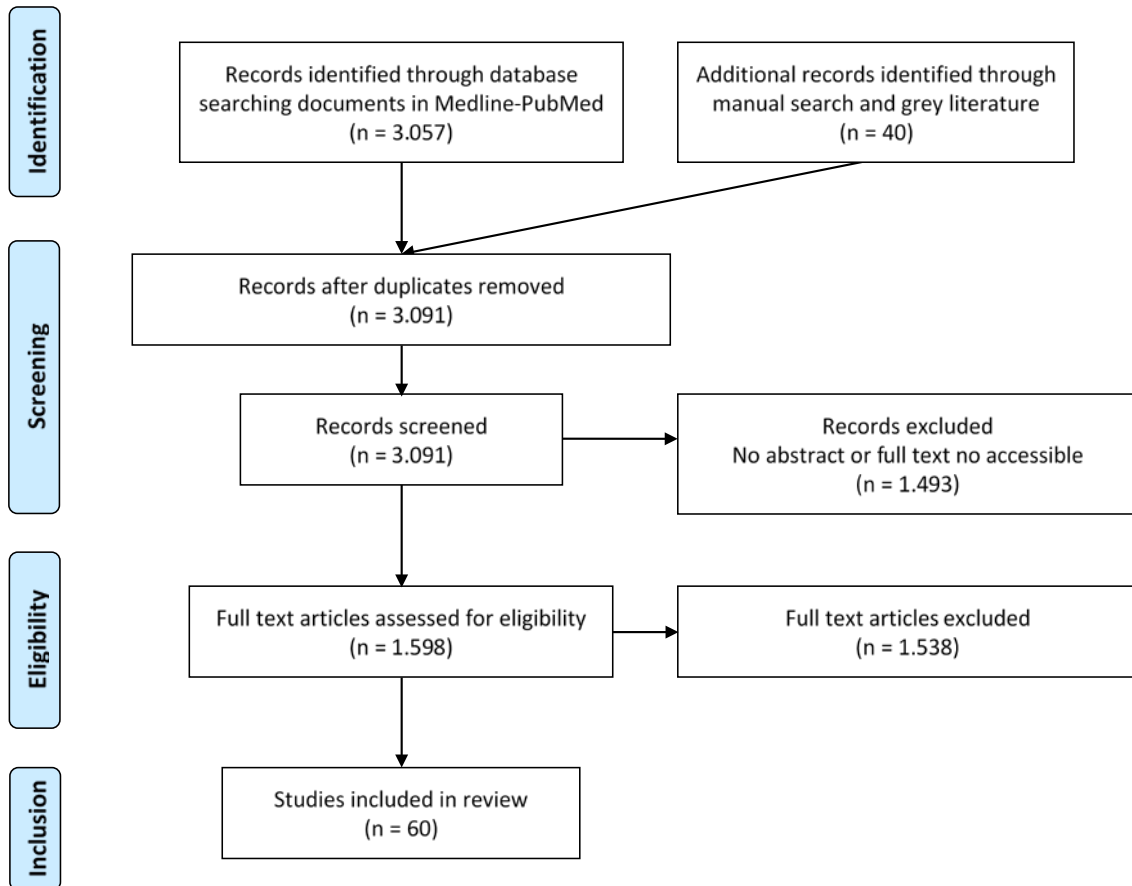 Identification
Records identified through database
searching documents in Medline-PubMed
(n = 3.057)
Additional records identified through
manual search and grey literature
(n = 40)
Screening
Records after duplicates removed
(n = 3.091)
Records screened
(n = 3.091)
Records excluded
No abstract or full text no accessible
(n = 1.493)
Eligibility
Full text articles assessed for eligibility
(n = 1.598)
Full text articles excluded
(n = 1.538)
Inclusion
Studies included in review
(n = 60)